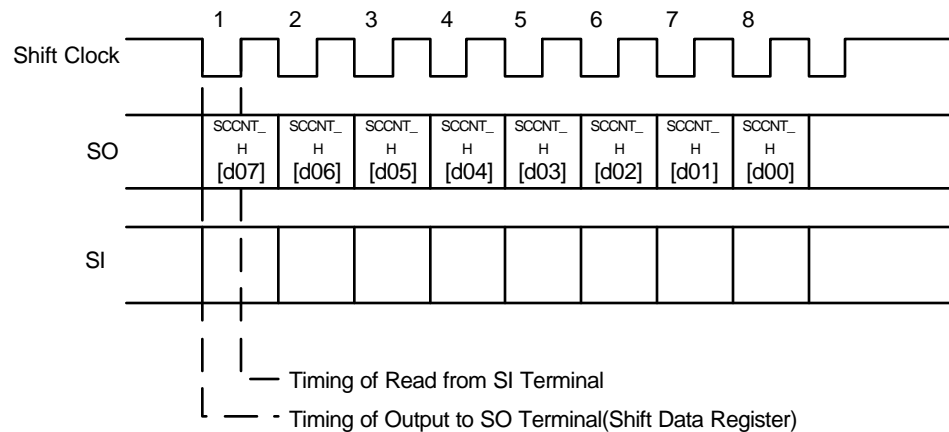 1 2 3 4 5 6 7 8
Shift Clock
SO
SCCNT_ SCCNT_ SCCNT_ SCCNT_ SCCNT_ SCCNT_ SCCNT_ SCCNT_
H H H H H H H H
[d07] [d06] [d05] [d04] [d03] [d02] [d01] [d00]
SI
Timing of Read from SI Terminal
Timing of Output to SO Terminal(Shift Data Register)